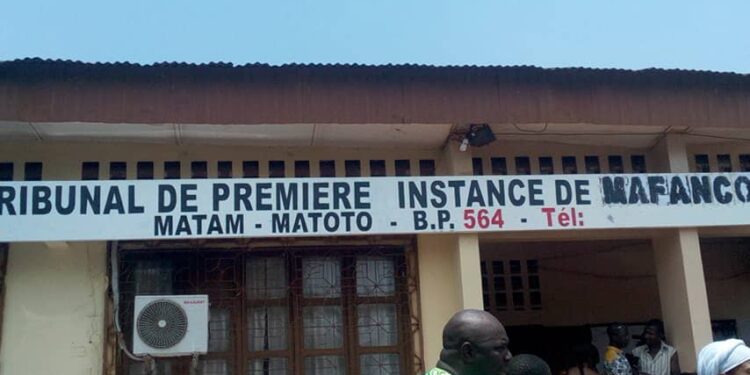 RIBUNAL DE PREMIERE INSTANCE DE MAFANCO
MATAM - MATOTO - B.P. 564 - Tél: